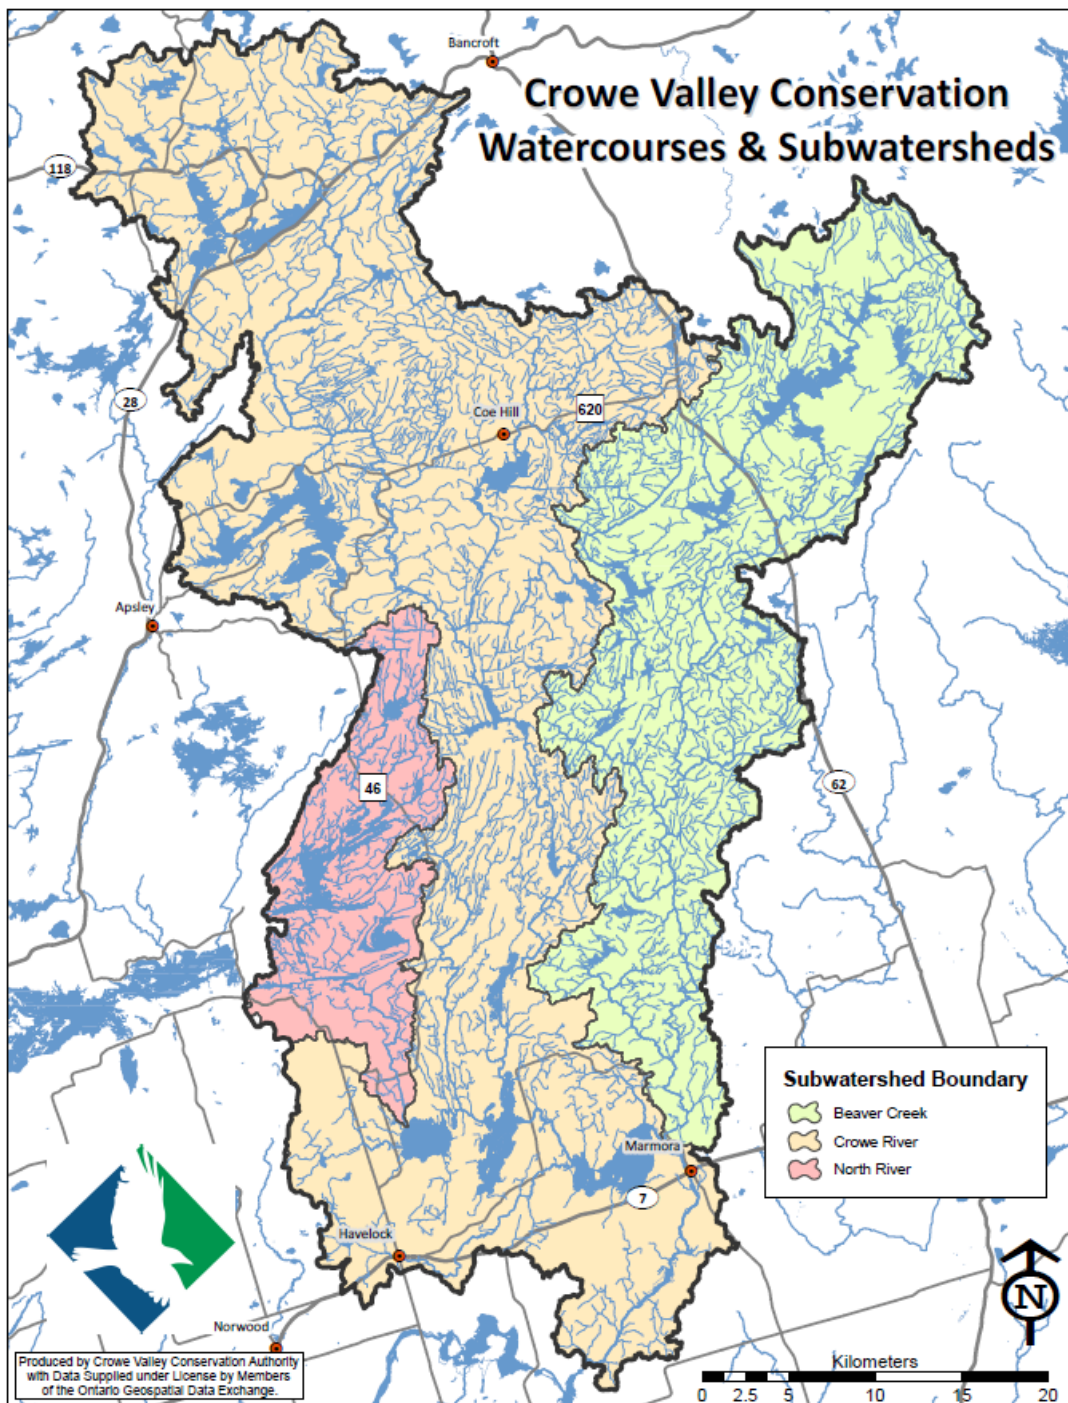 Bancroft
Crowe Valley Conservation
Watercourses & Subwatersheds
118
28
Coe Hill
620
Apsley
46
62
Subwatershed Boundary
Beaver Creek
Crowe River
North River
Marmora
7
Havelock
Norwood
N
Produced by Crowe Valley Conservation Authority
with Data Supplied under License by Members
of the Ontario Geospatial Data Exchange.
Kilometers
0 2.5 5 10 15 20